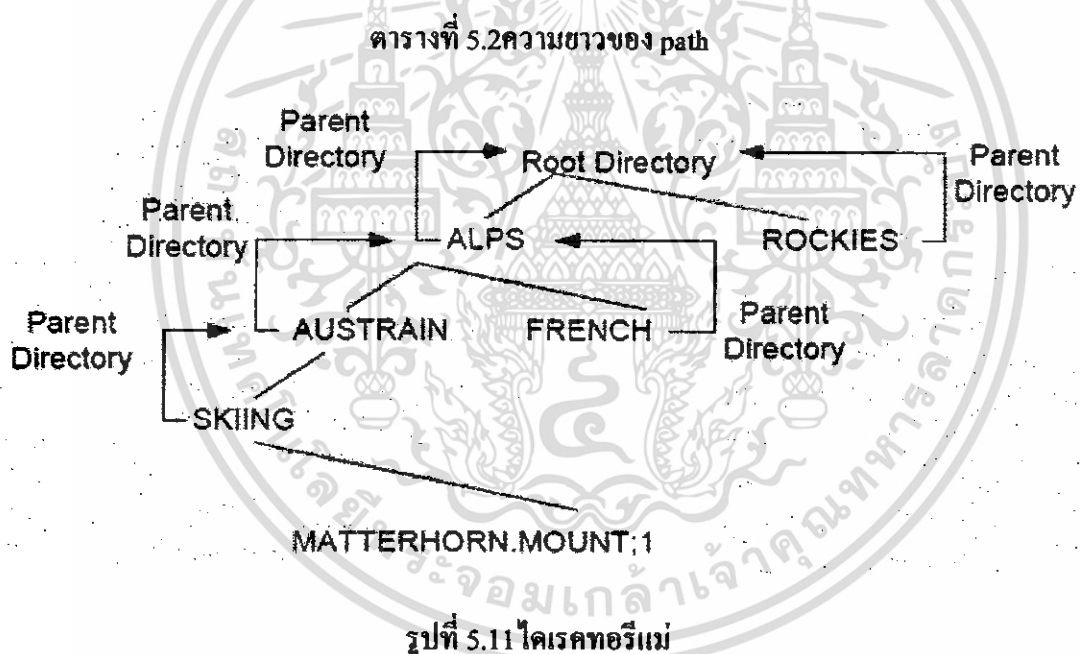 ตารางที่ 5.2ความยาวของ path
Parent
Directory
Root Directory
Parent
Directory
Parent
Directory
ALPS
ROCKIES
Parent
Directory
AUSTRAIN
FRENCH
Parent
Directory
SKIING
MATTERHORN.MOUNT;1
รูปที่ 5.11 ไดเรคทอรีแม่